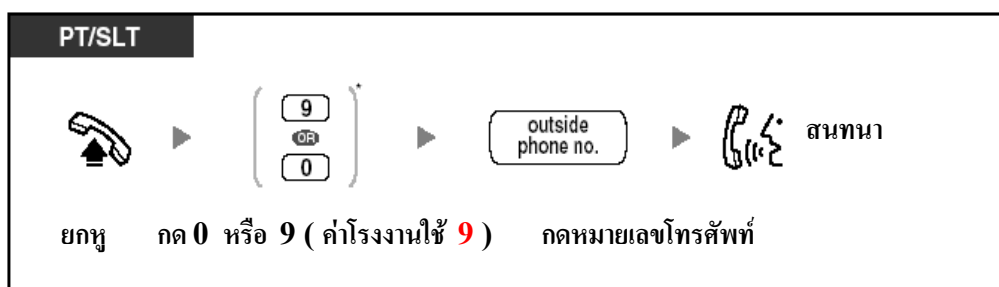 PT/SLT
9
OR
0
*
outside
phone no.
สนทนา
ยกหู กด 0 หรือ 9 ( ค่าโรงงานใช้ 9 ) กดหมายเลขโทรศัพท์